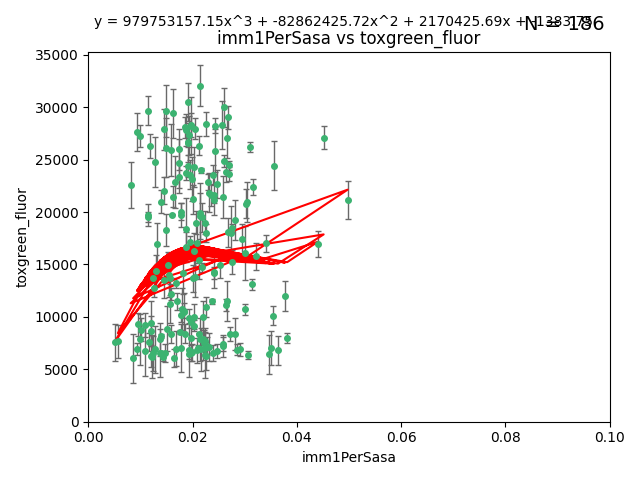 y = 979753157.15x^3 + -82862425.72x^2 + 2170425.69x +
N = 186
imm1PerSasa vs toxgreen_fluor
35000
30000
25000
20000
15000
10000
5000
0
toxgreen_fluor
0.00 0.02 0.04 0.06 0.08 0.10
imm1PerSasa